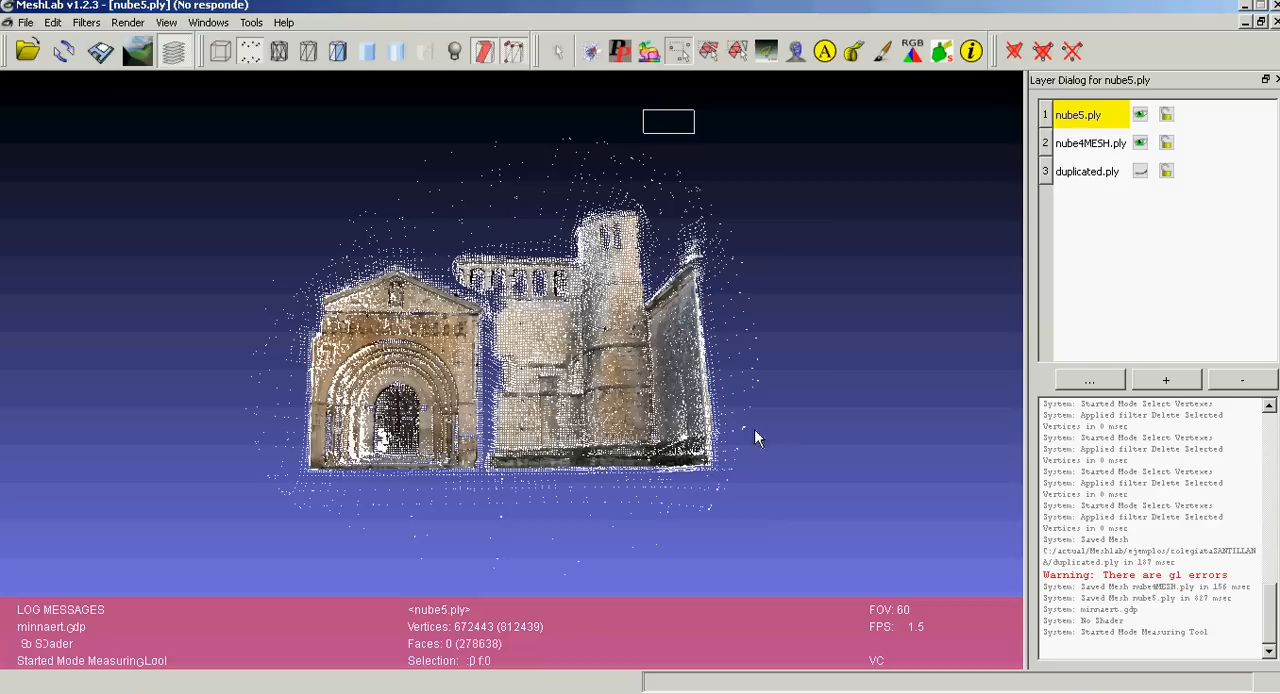 MeshLab v1.2.3 - [nube5.ply] (No responde)
File Edit Filters Render View Windows Tools Help
PP A RGB S i
Layer Dialog for nube5.ply
1 nube5.ply
2 nube4MESH.ply
3 duplicated.ply
... + -
System: Started Mode Select Vertexes
System: Applied filter Delete Selected
Vertices in 0 msec
System: Started Mode Select Vertexes
System: Applied filter Delete Selected
Vertices in 0 msec
System: Started Mode Select Vertexes
System: Applied filter Delete Selected
Vertices in 0 msec
System: Started Mode Select Vertexes
System: Applied filter Delete Selected
Vertices in 0 msec
System: Saved Mesh
C:/actual/Meshlab/ejemplos/colegiataSANTILLAN
A/duplicated.ply in 187 msec
Warning: There are gl errors
System: Saved Mesh nube4MESH.ply in 156 msec
System: Saved Mesh nube5.ply in 827 msec
System: minnaert.gdp
System: No Shader
System: Started Mode Measuring Tool
LOG MESSAGES
minnaert.gdp
Started Mode Measuring
<nube5.ply>
Vertices: 672443 (812439)
Faces: 0 (278638)
Selection:
FOV: 60
FPS: 1.5
VC